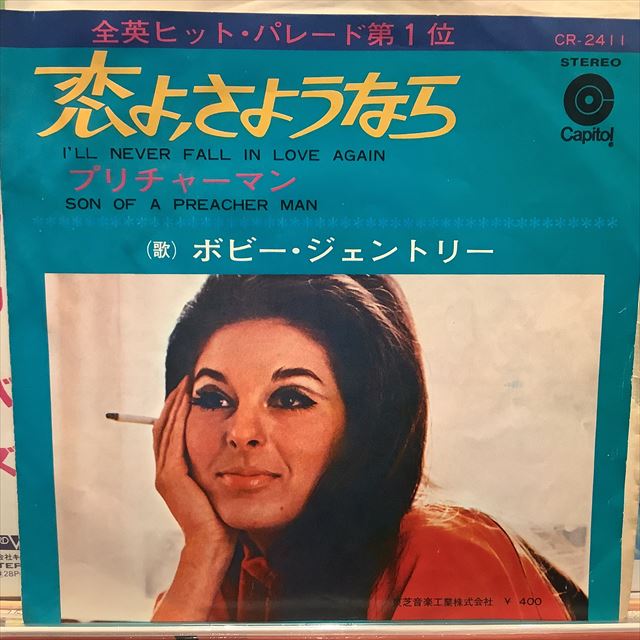 全英ヒット・パレード第1位
CR-2411
STEREO
Capitol
恋よ,さようなら
I'LL NEVER FALL IN LOVE AGAIN
プリチャーマン
SON OF A PREACHER MAN
(歌) ボビー・ジェントリー
東芝音楽工業株式会社 ¥ 400